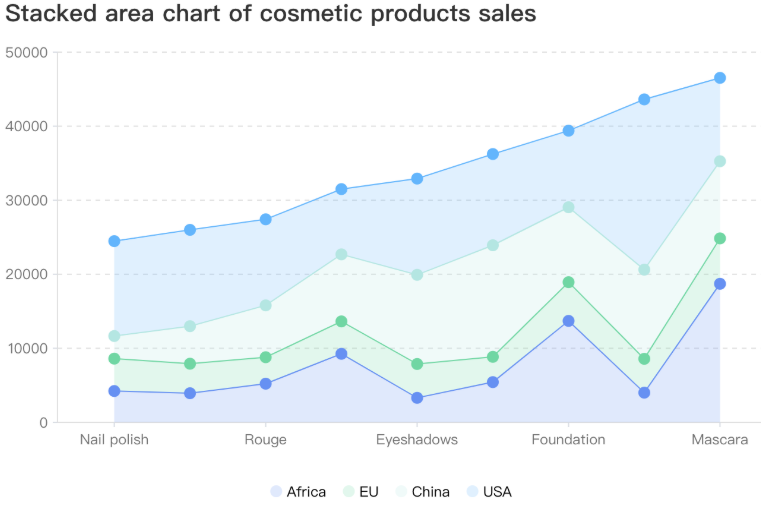 Stacked area chart of cosmetic products sales
50000
40000
30000
20000
10000
0
Nail polish Rouge Eyeshadows Foundation Mascara
Africa EU China USA